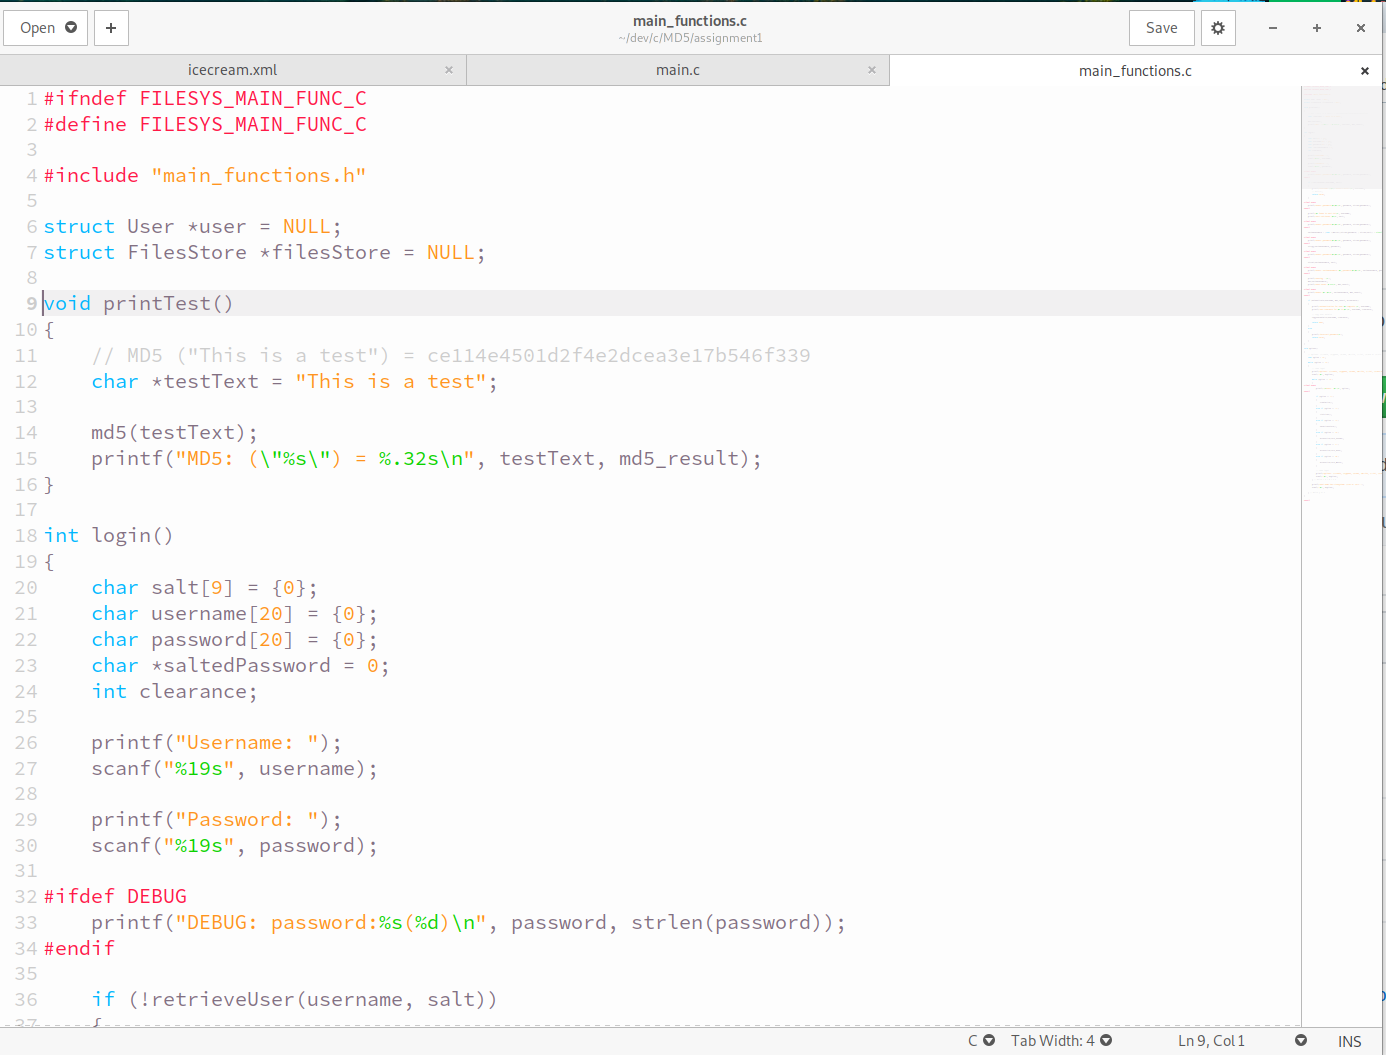 Open
+
main_functions.c
~/dev/c/MD5/assignment1
Save
icecream.xml
main.c
main_functions.c
1 #ifndef FILESYS_MAIN_FUNC_C
2 #define FILESYS_MAIN_FUNC_C
3
4 #include "main_functions.h"
5
6 struct User *user = NULL;
7 struct FilesStore *filesStore = NULL;
8
9 void printTest()
10 {
11     // MD5 ("This is a test") = ce114e4501d2f4e2dcea3e17b546f339
12     char *testText = "This is a test";
13
14     md5(testText);
15     printf("MD5: (\"%s\") = %.32s\n", testText, md5_result);
16 }
17
18 int login()
19 {
20     char salt[9] = {0};
21     char username[20] = {0};
22     char password[20] = {0};
23     char *saltedPassword = 0;
24     int clearance;
25
26     printf("Username: ");
27     scanf("%19s", username);
28
29     printf("Password: ");
30     scanf("%19s", password);
31
32 #ifdef DEBUG
33     printf("DEBUG: password:%s(%d)\n", password, strlen(password));
34 #endif
35
36     if (!retrieveUser(username, salt))
37     {
C
Tab Width: 4
Ln 9, Col 1
INS